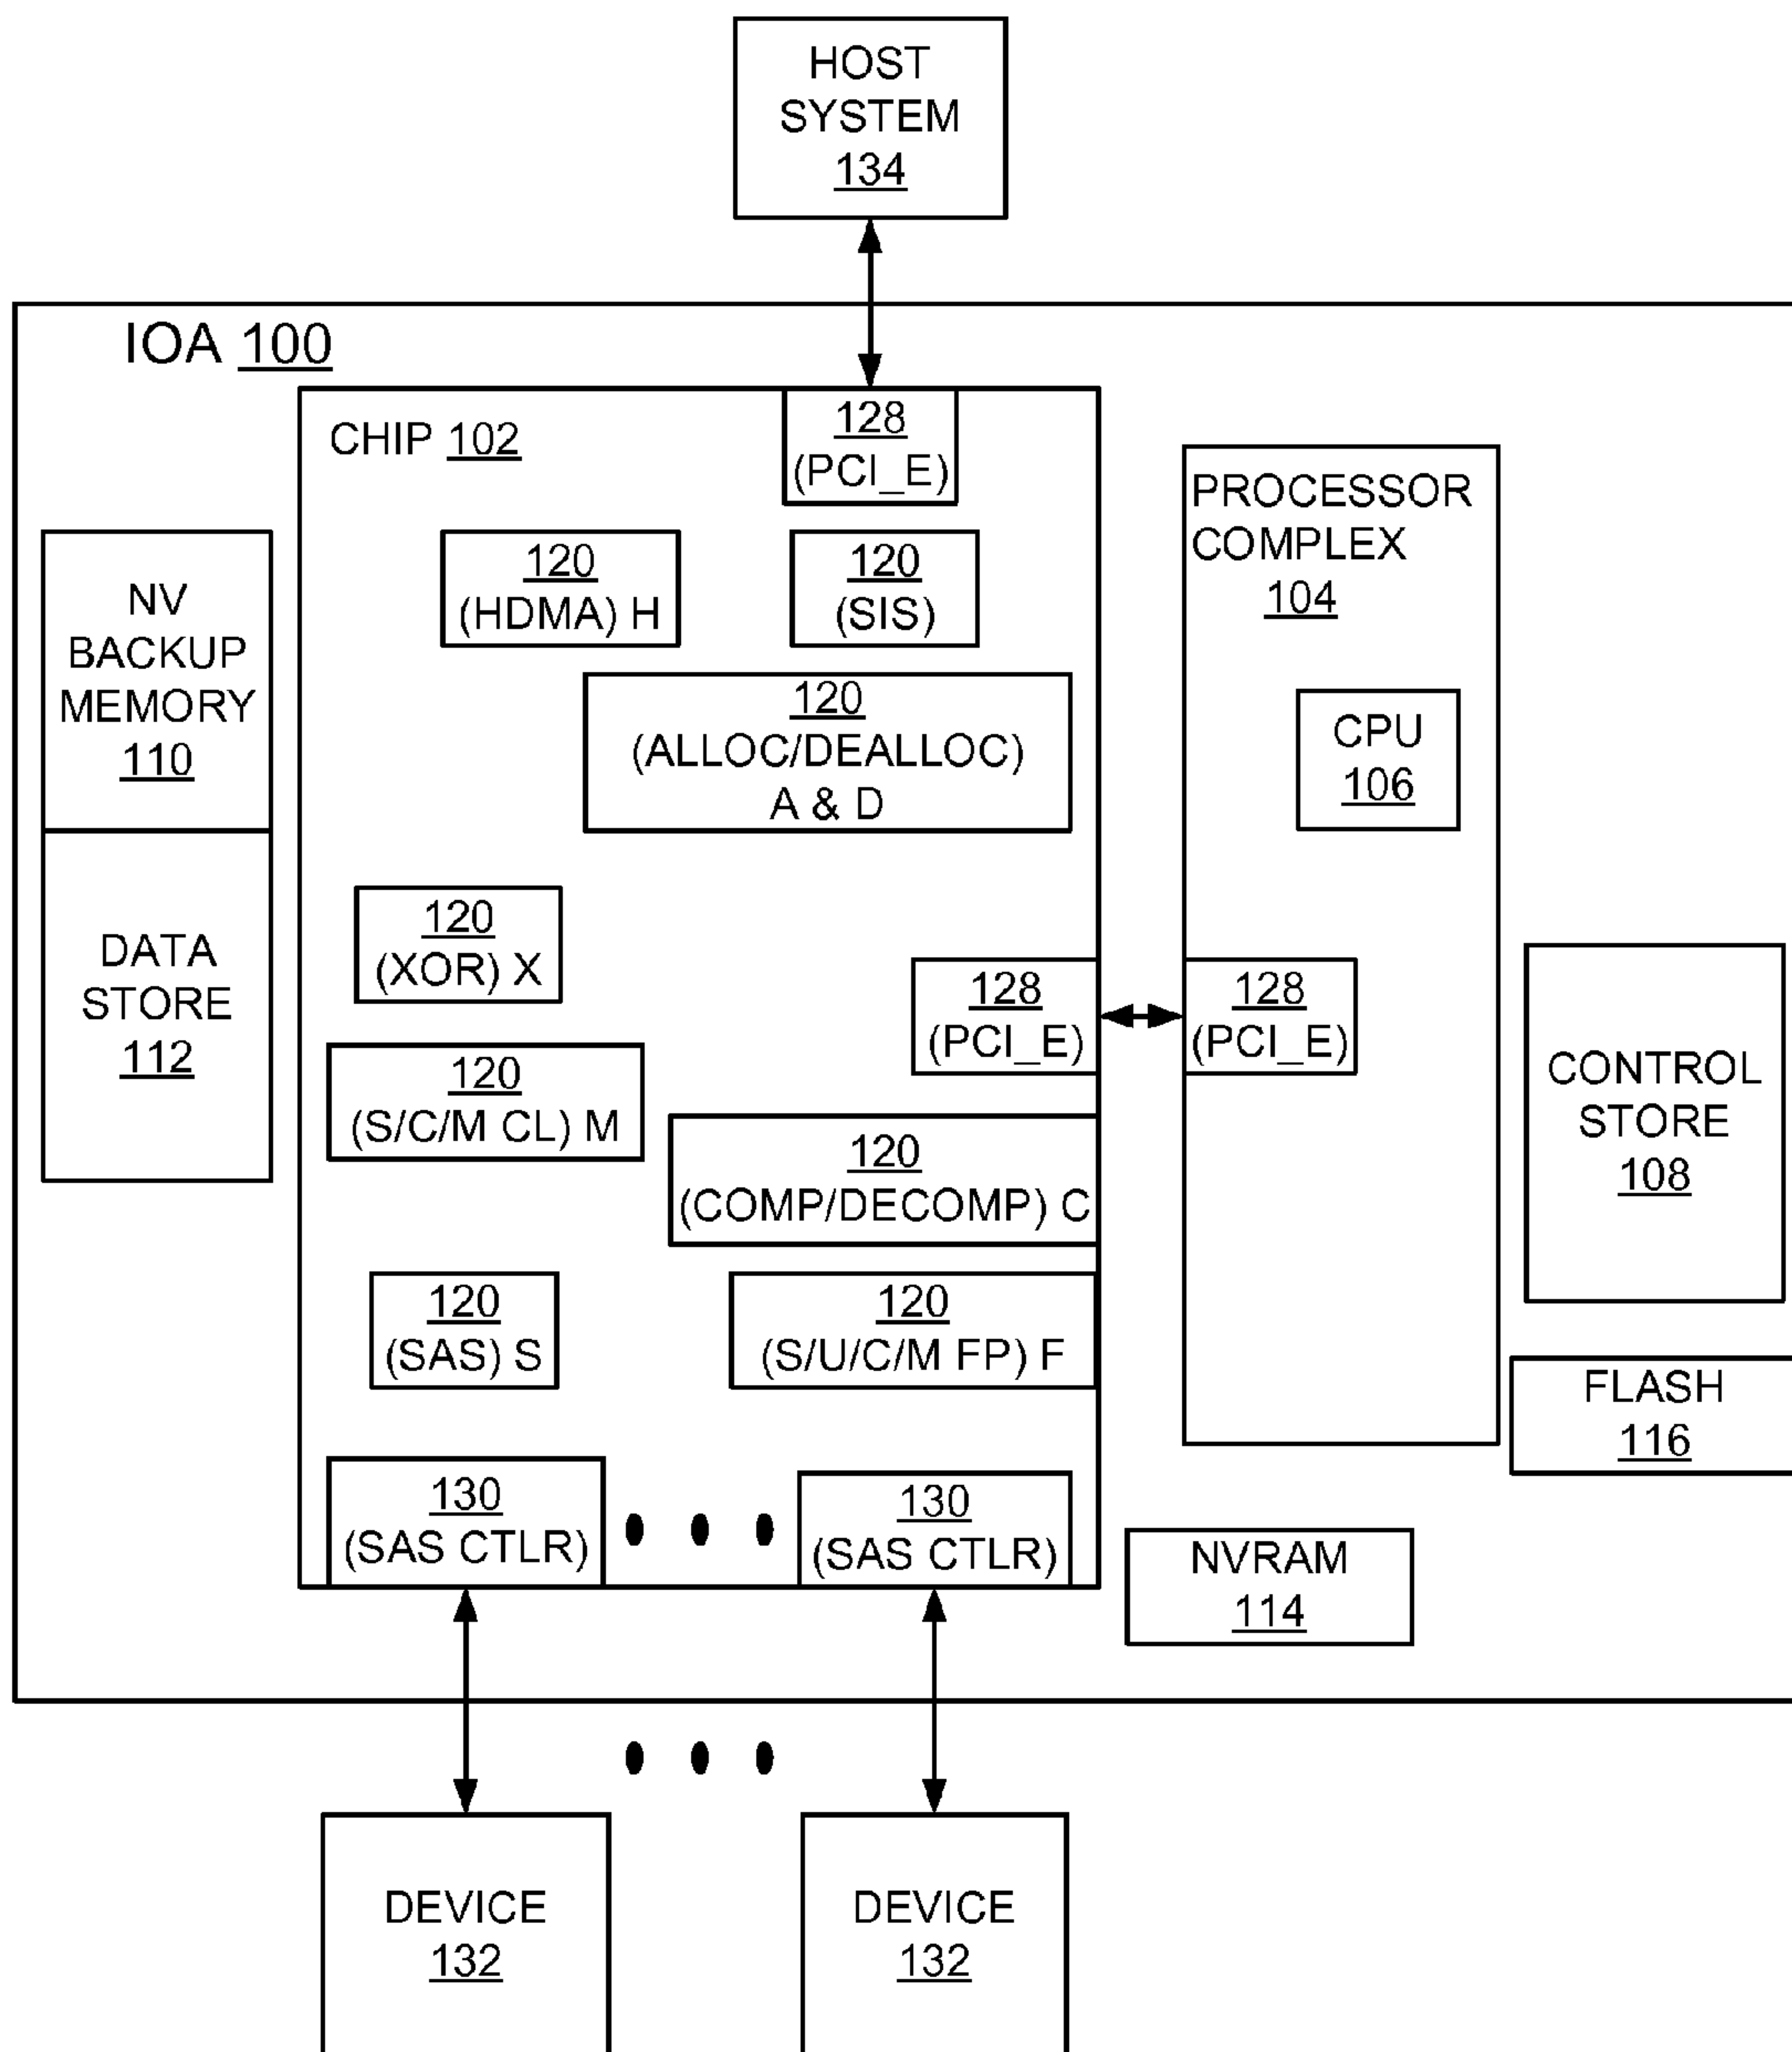 HOST
SYSTEM
134
IOA 100
CHIP 102
128
(PCI_E)
PROCESSOR
COMPLEX
104
CPU
106
120
(HDMA) H
120
(SIS)
NV
BACKUP
MEMORY
110
120
(ALLOC/DEALLOC)
A & D
DATA
STORE
112
120
(XOR) X
128
(PCI_E)
128
(PCI_E)
CONTROL
STORE
108
120
(S/C/M CL) M
120
(COMP/DECOMP) C
120
(SAS) S
120
(S/U/C/M FP) F
FLASH
116
130
(SAS CTLR)
130
(SAS CTLR)
NVRAM
114
DEVICE
132
DEVICE
132